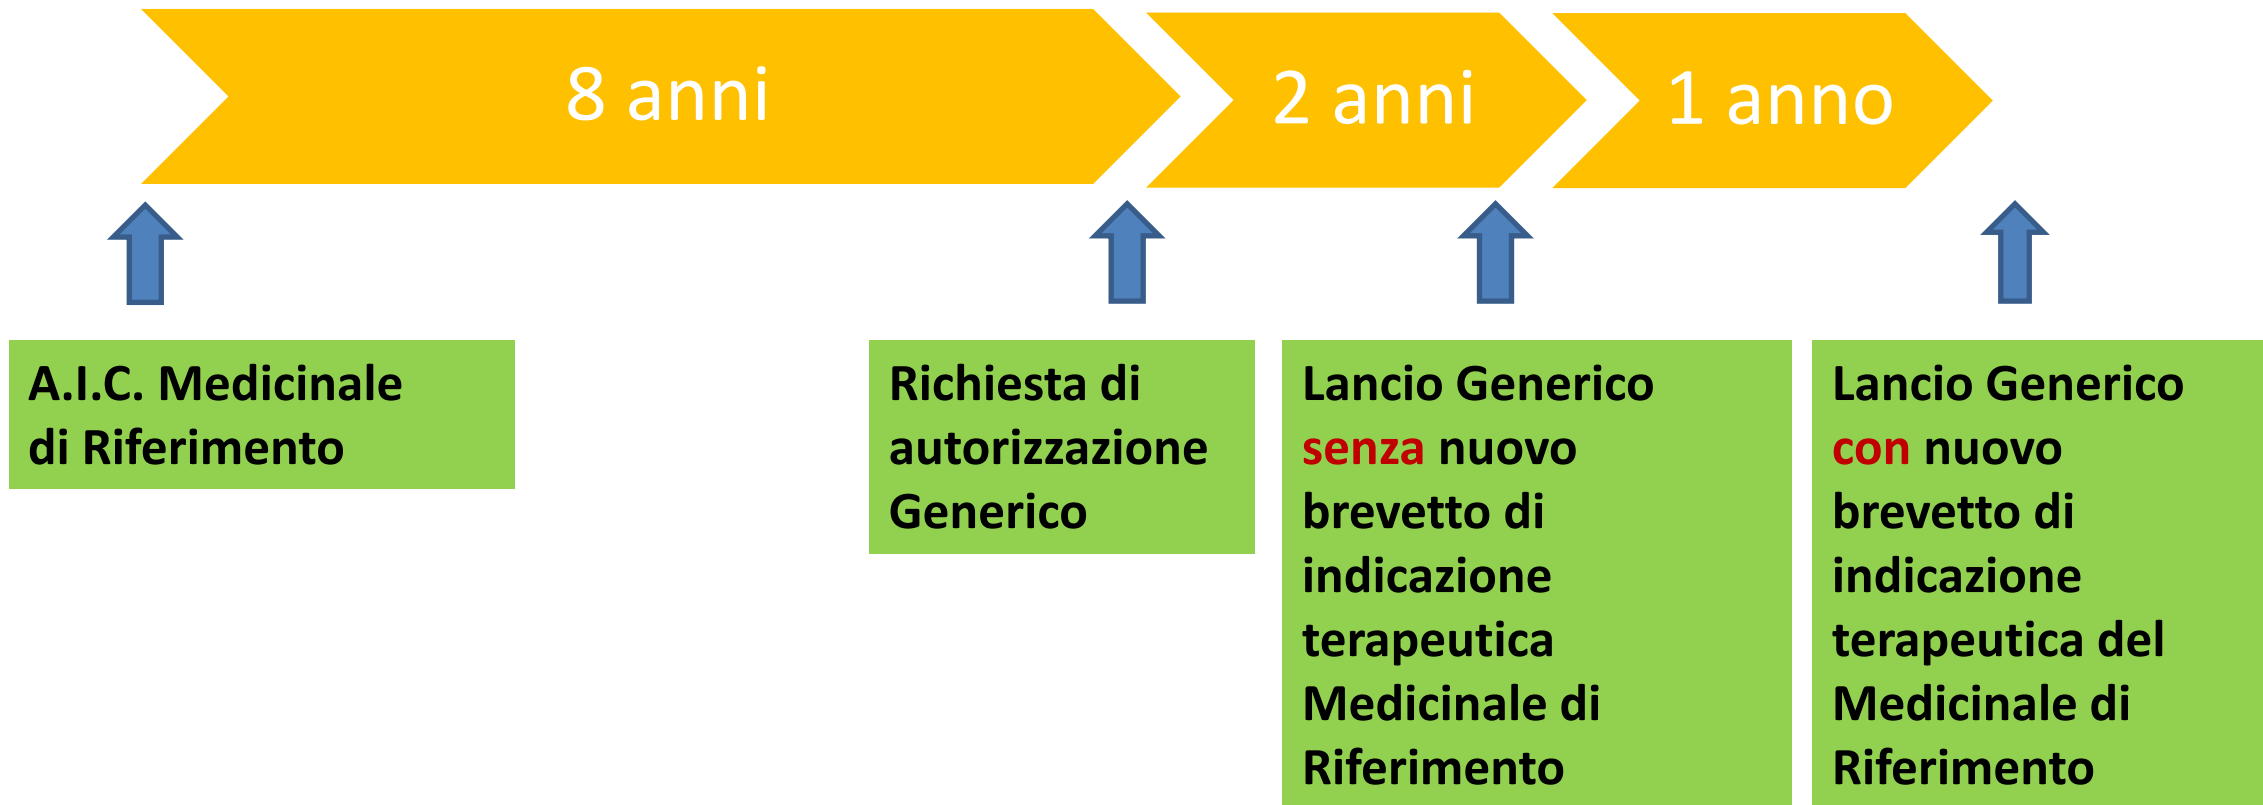 8 anni
2 anni
1 anno
A.I.C. Medicinale
di Riferimento
Richiesta di
autorizzazione
Generico
Lancio Generico
senza nuovo
brevetto di
indicazione
terapeutica
Medicinale di
Riferimento
Lancio Generico
con nuovo
brevetto di
indicazione
terapeutica del
Medicinale di
Riferimento